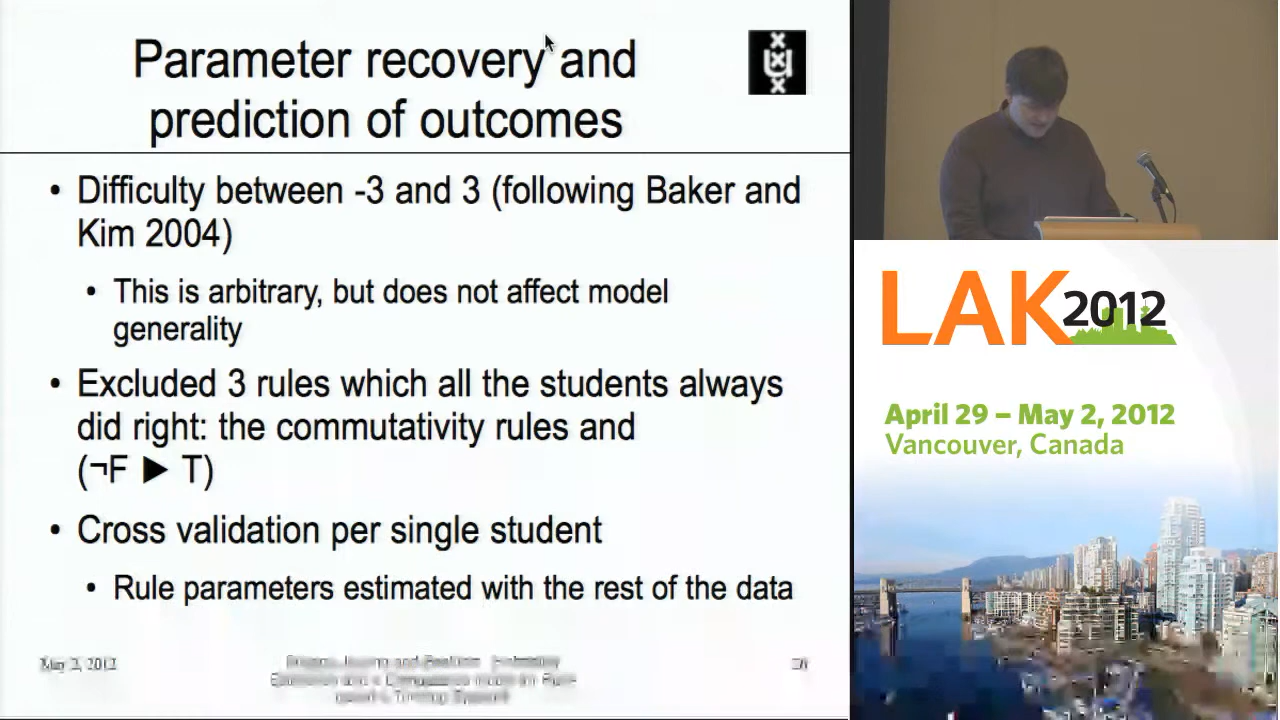 Parameter recovery and
prediction of outcomes
• Difficulty between -3 and 3 (following Baker and
Kim 2004)
• This is arbitrary, but does not affect model
generality
• Excluded 3 rules which all the students always
did right: the commutativity rules and
(¬F ► T)
• Cross validation per single student
• Rule parameters estimated with the rest of the data
May 2, 2012
LAK2012
April 29 – May 2, 2012
Vancouver, Canada